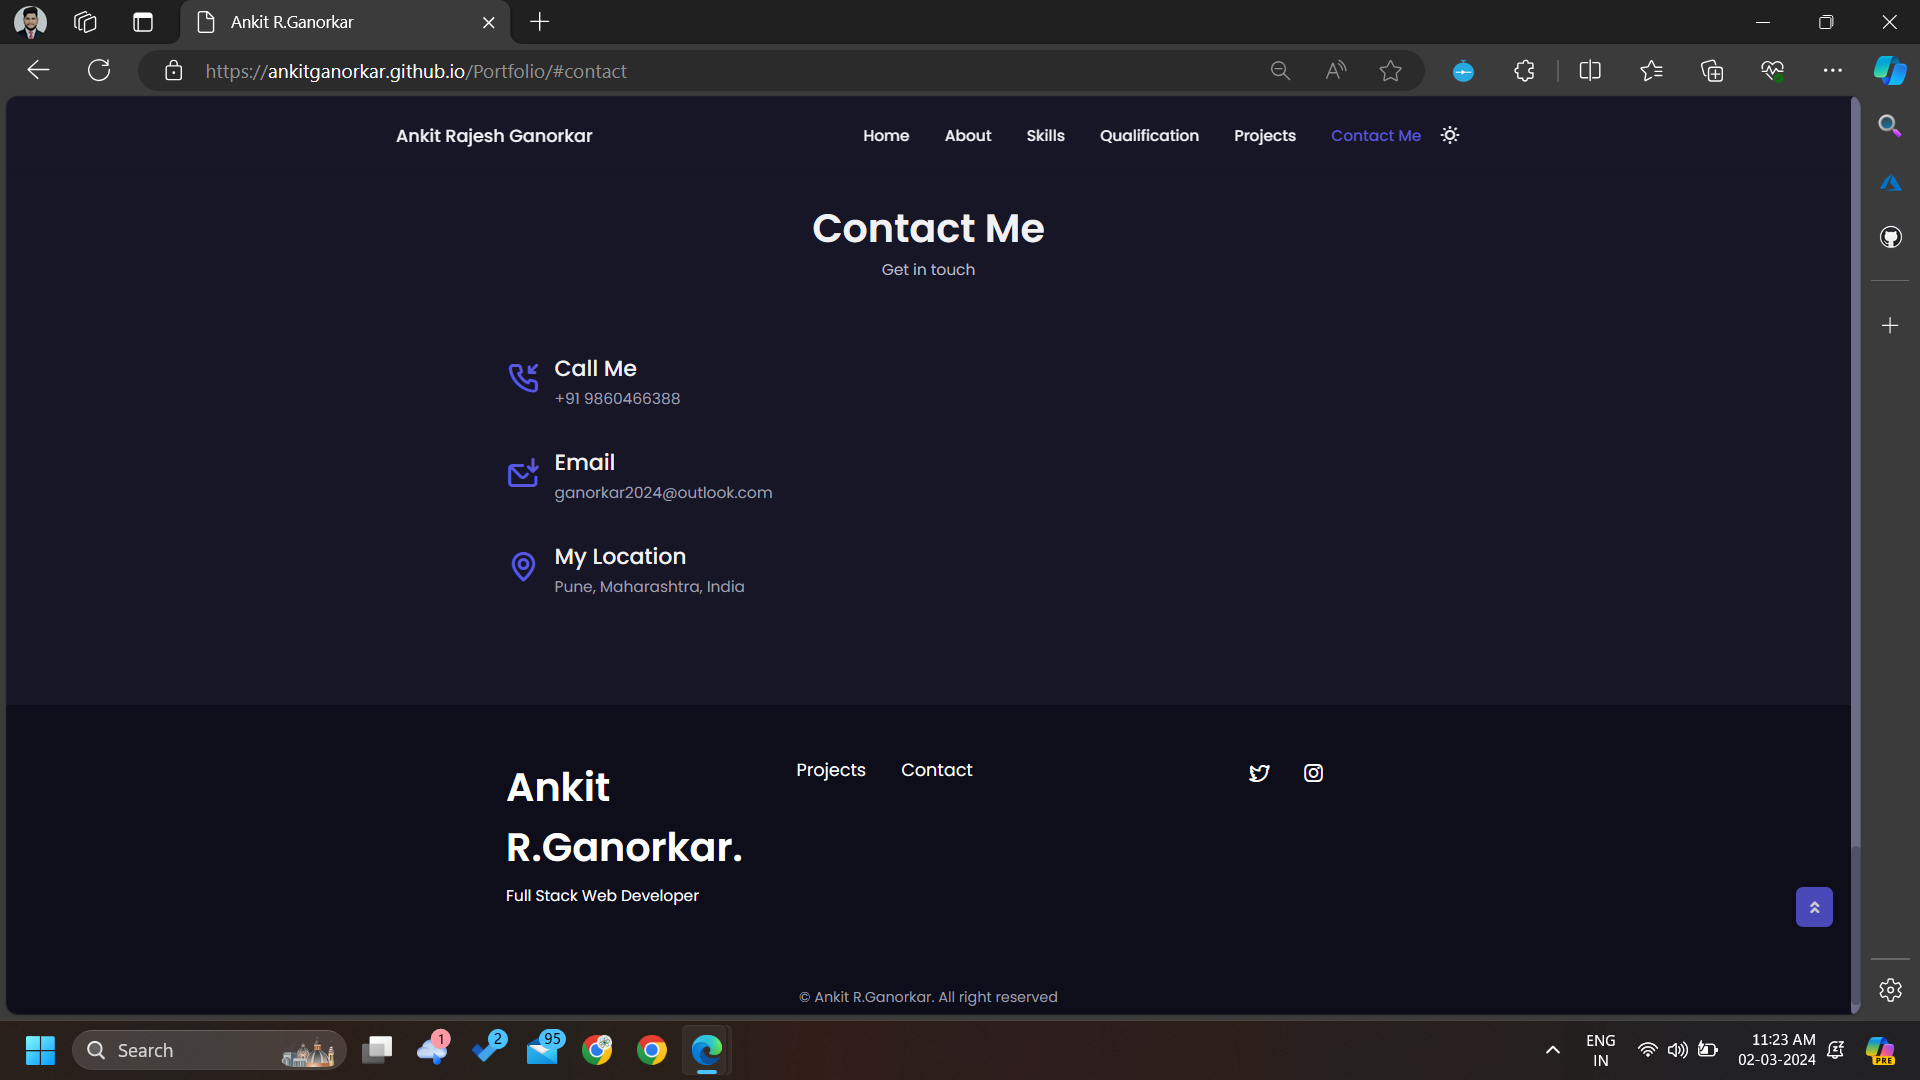 Ankit R.Ganorkar
https://ankitganorkar.github.io/Portfolio/#contact
Ankit Rajesh Ganorkar
Home About Skills Qualification Projects Contact Me
Contact Me
Get in touch
Call Me
+91 9860466388
Email
ganorkar2024@outlook.com
My Location
Pune, Maharashtra, India
Ankit
R.Ganorkar.
Full Stack Web Developer
Projects Contact
© Ankit R.Ganorkar. All right reserved
Search
1
2
95
ENG
IN
11:23 AM
02-03-2024
PRE